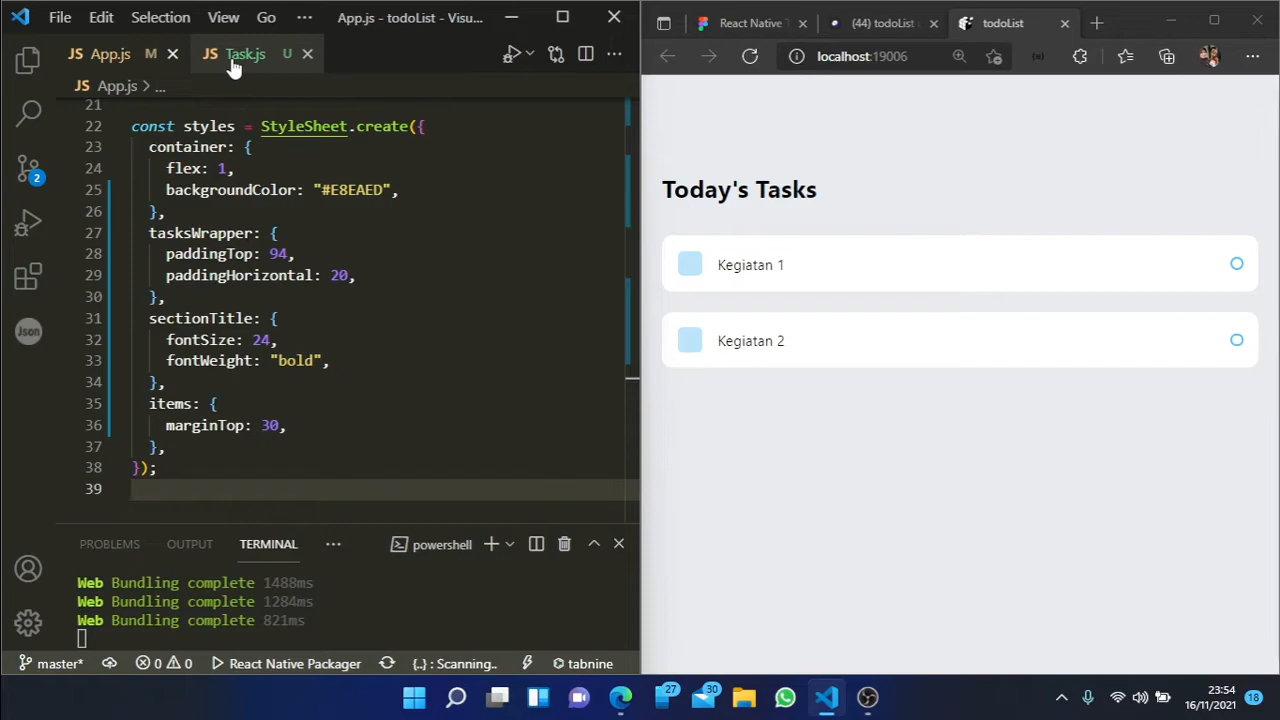 File Edit Selection View Go ··· App.js - todoList - Visu...
JS App.js M JS Task.js U
JS App.js > ...
21
22 const styles = StyleSheet.create({
23 container: {
24 flex: 1,
25 backgroundColor: "#E8EAED",
26 },
27 tasksWrapper: {
28 paddingTop: 94,
29 paddingHorizontal: 20,
30 },
31 sectionTitle: {
32 fontSize: 24,
33 fontWeight: "bold",
34 },
35 items: {
36 marginTop: 30,
37 },
38 });
39
2
Json
PROBLEMS OUTPUT TERMINAL ··· powershell
Web Bundling complete 1488ms
Web Bundling complete 1284ms
Web Bundling complete 821ms
master* 0 0 React Native Packager {..} : Scanning.. tabnine
React Native T (44) todoList todoList
localhost:19006
Today's Tasks
Kegiatan 1
Kegiatan 2
27 30
23:54
16/11/2021
18